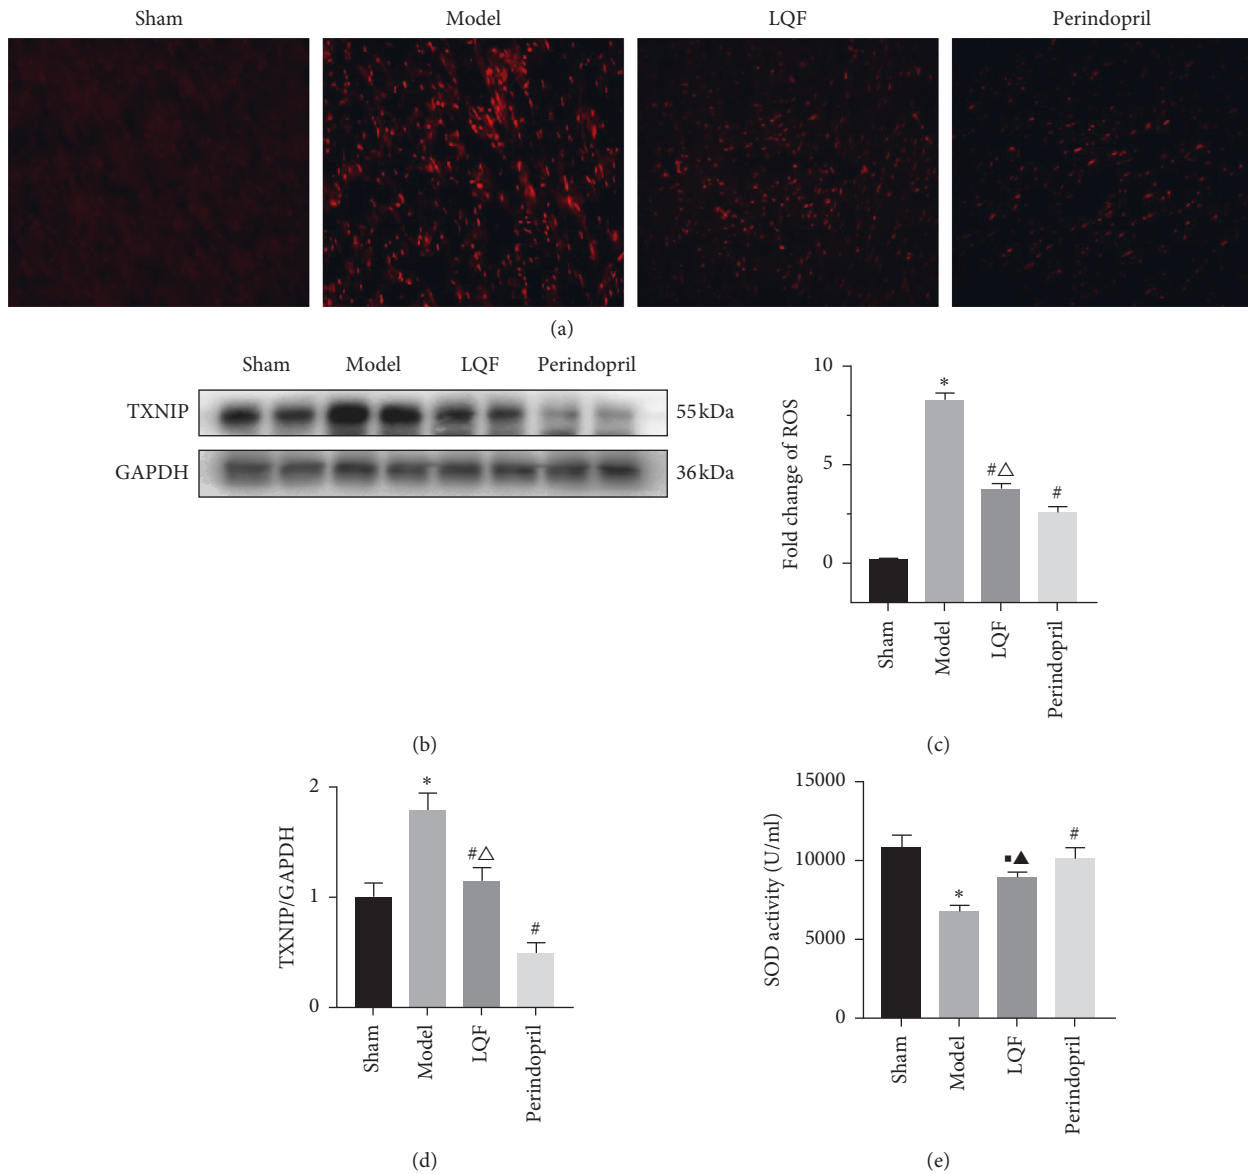 Sham Model LQF Perindopril
(a)
Sham Model LQF Perindopril
TXNIP 55 kDa
GAPDH 36 kDa
(b)
Fold change of ROS
10
5
0
*
#△
#
Sham Model LQF Perindopril
(c)
TXNIP/GAPDH
2
1
0
*
#△
#
Sham Model LQF Perindopril
(d)
SOD activity (U/ml)
15000
10000
5000
0
*
▪▲
#
Sham Model LQF Perindopril
(e)